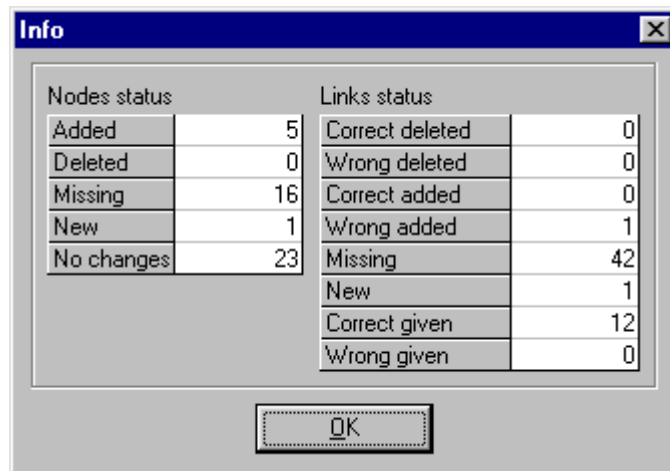 Info
Nodes status
Added 5
Deleted 0
Missing 16
New 1
No changes 23
Links status
Correct deleted 0
Wrong deleted 0
Correct added 0
Wrong added 1
Missing 42
New 1
Correct given 12
Wrong given 0
OK